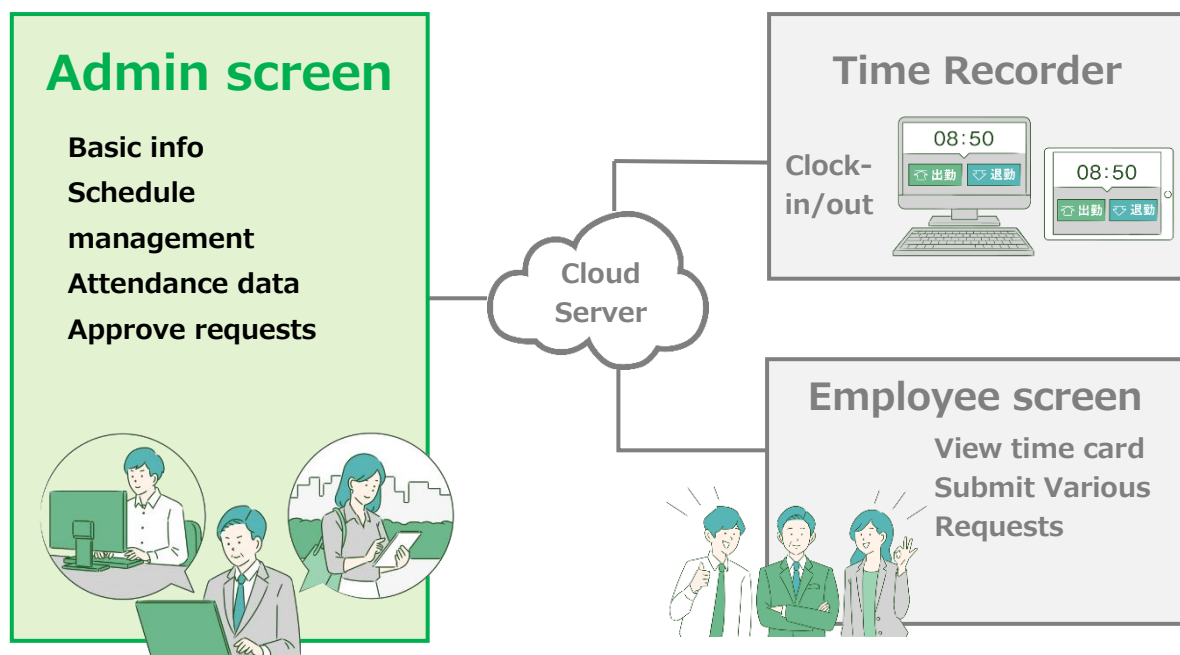 Admin screen
Basic info
Schedule
management
Attendance data
Approve requests
Cloud
Server
Time Recorder
Clock-
in/out
08:50
出勤 退勤
08:50
出勤 退勤
Employee screen
View time card
Submit Various
Requests